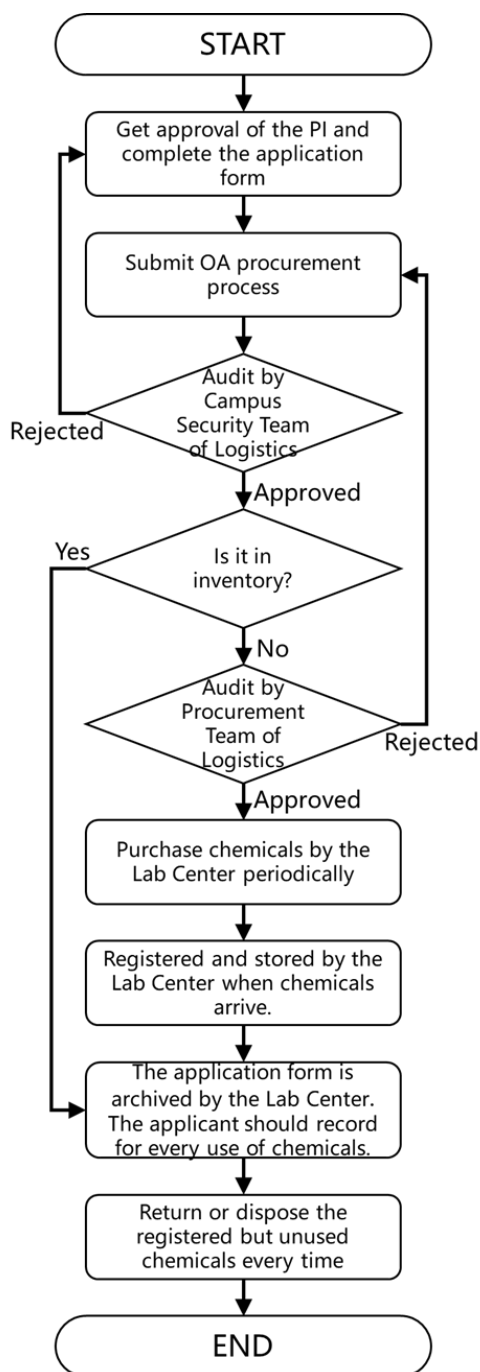 START
Get approval of the PI and
complete the application
form
Submit OA procurement
process
Audit by
Campus
Security Team
of Logistics
Rejected
Approved
Yes
Is it in
inventory?
No
Audit by
Procurement
Team of
Logistics
Rejected
Approved
Purchase chemicals by the
Lab Center periodically
Registered and stored by the
Lab Center when chemicals
arrive.
The application form is
archived by the Lab Center.
The applicant should record
for every use of chemicals.
Return or dispose the
registered but unused
chemicals every time
END